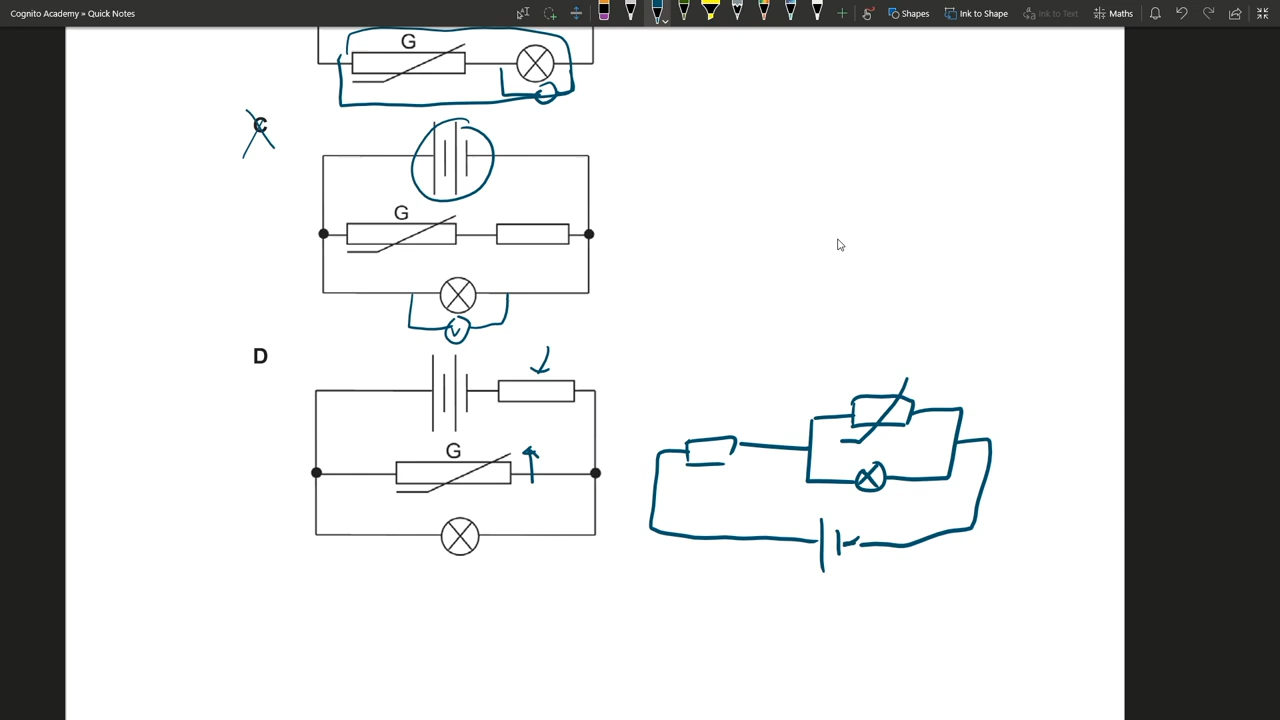 Cognito Academy » Quick Notes
Shapes
Ink to Shape
Ink to Text
Maths
G
C
G
V
D
G